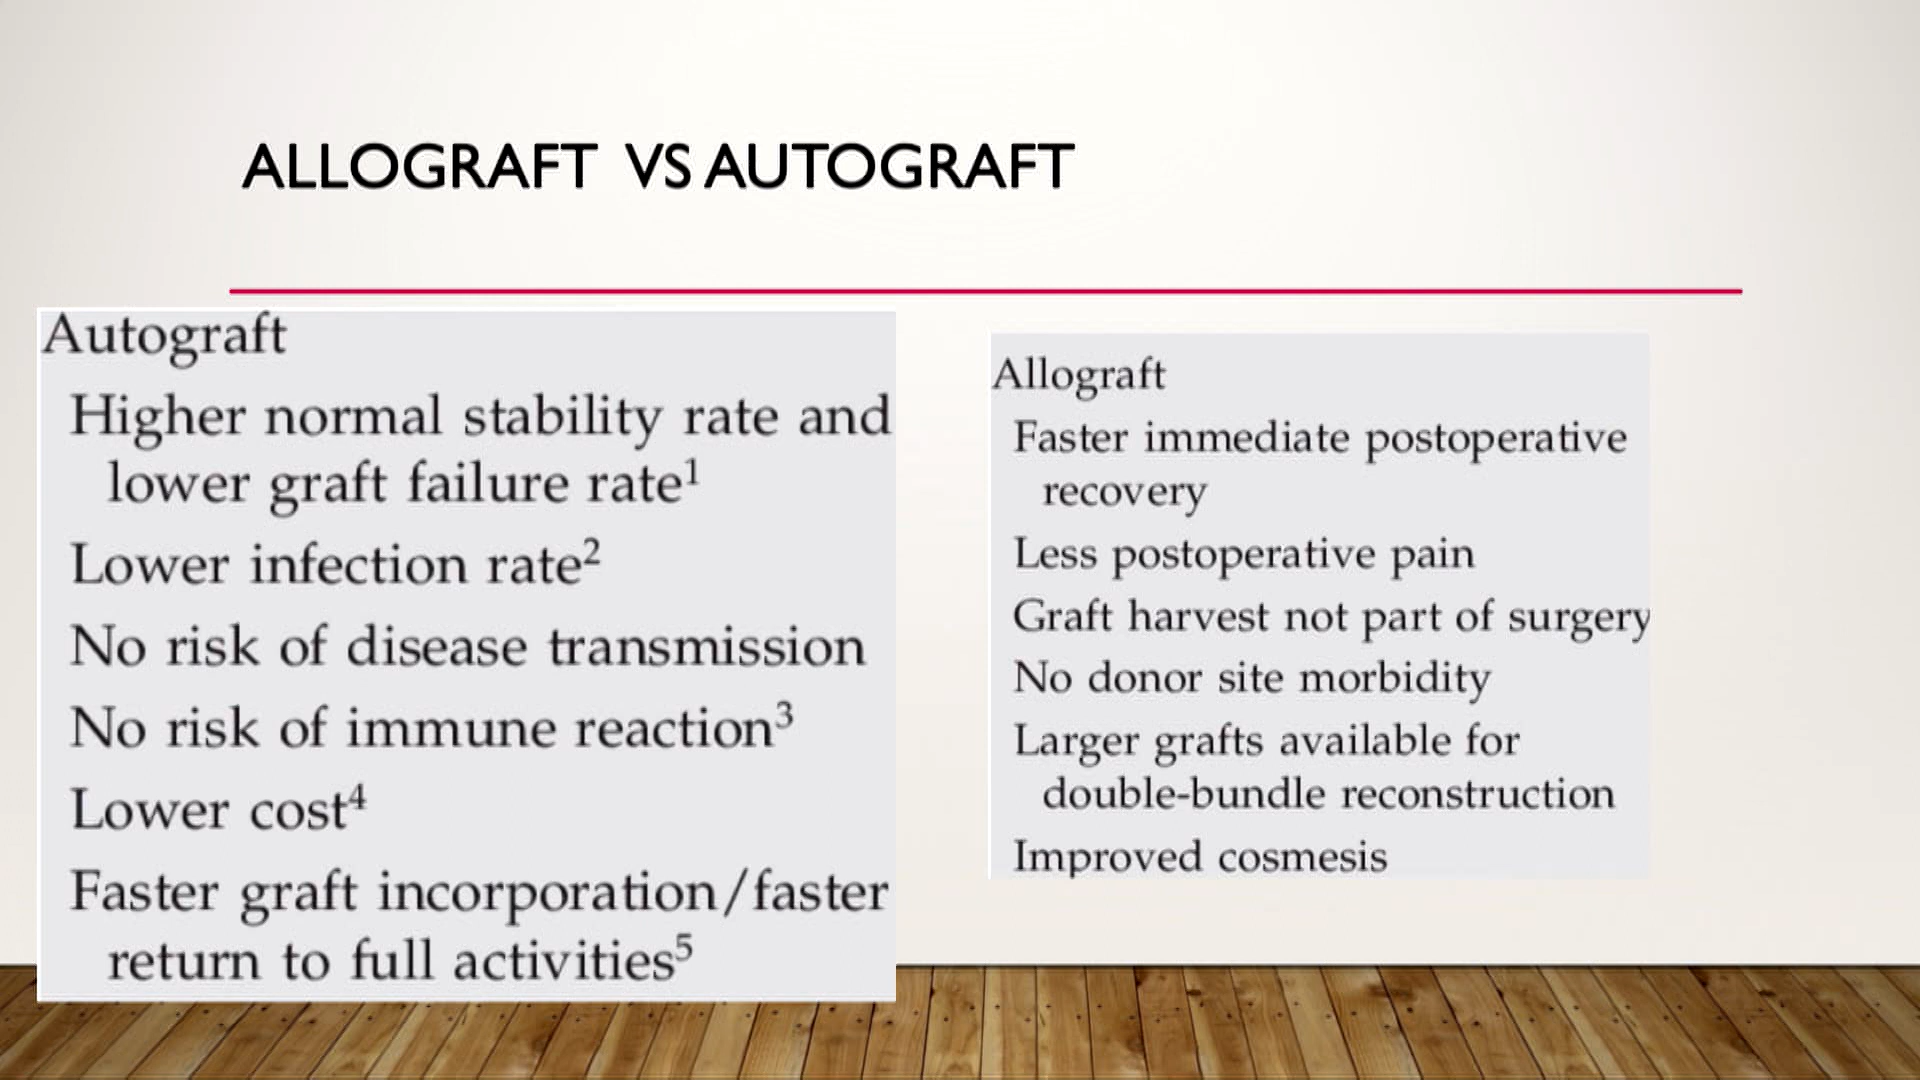 ALLOGRAFT VS AUTOGRAFT
Autograft
Higher normal stability rate and
lower graft failure rate¹
Lower infection rate²
No risk of disease transmission
No risk of immune reaction³
Lower cost⁴
Faster graft incorporation/faster
return to full activities⁵
Allograft
Faster immediate postoperative
recovery
Less postoperative pain
Graft harvest not part of surgery
No donor site morbidity
Larger grafts available for
double-bundle reconstruction
Improved cosmesis